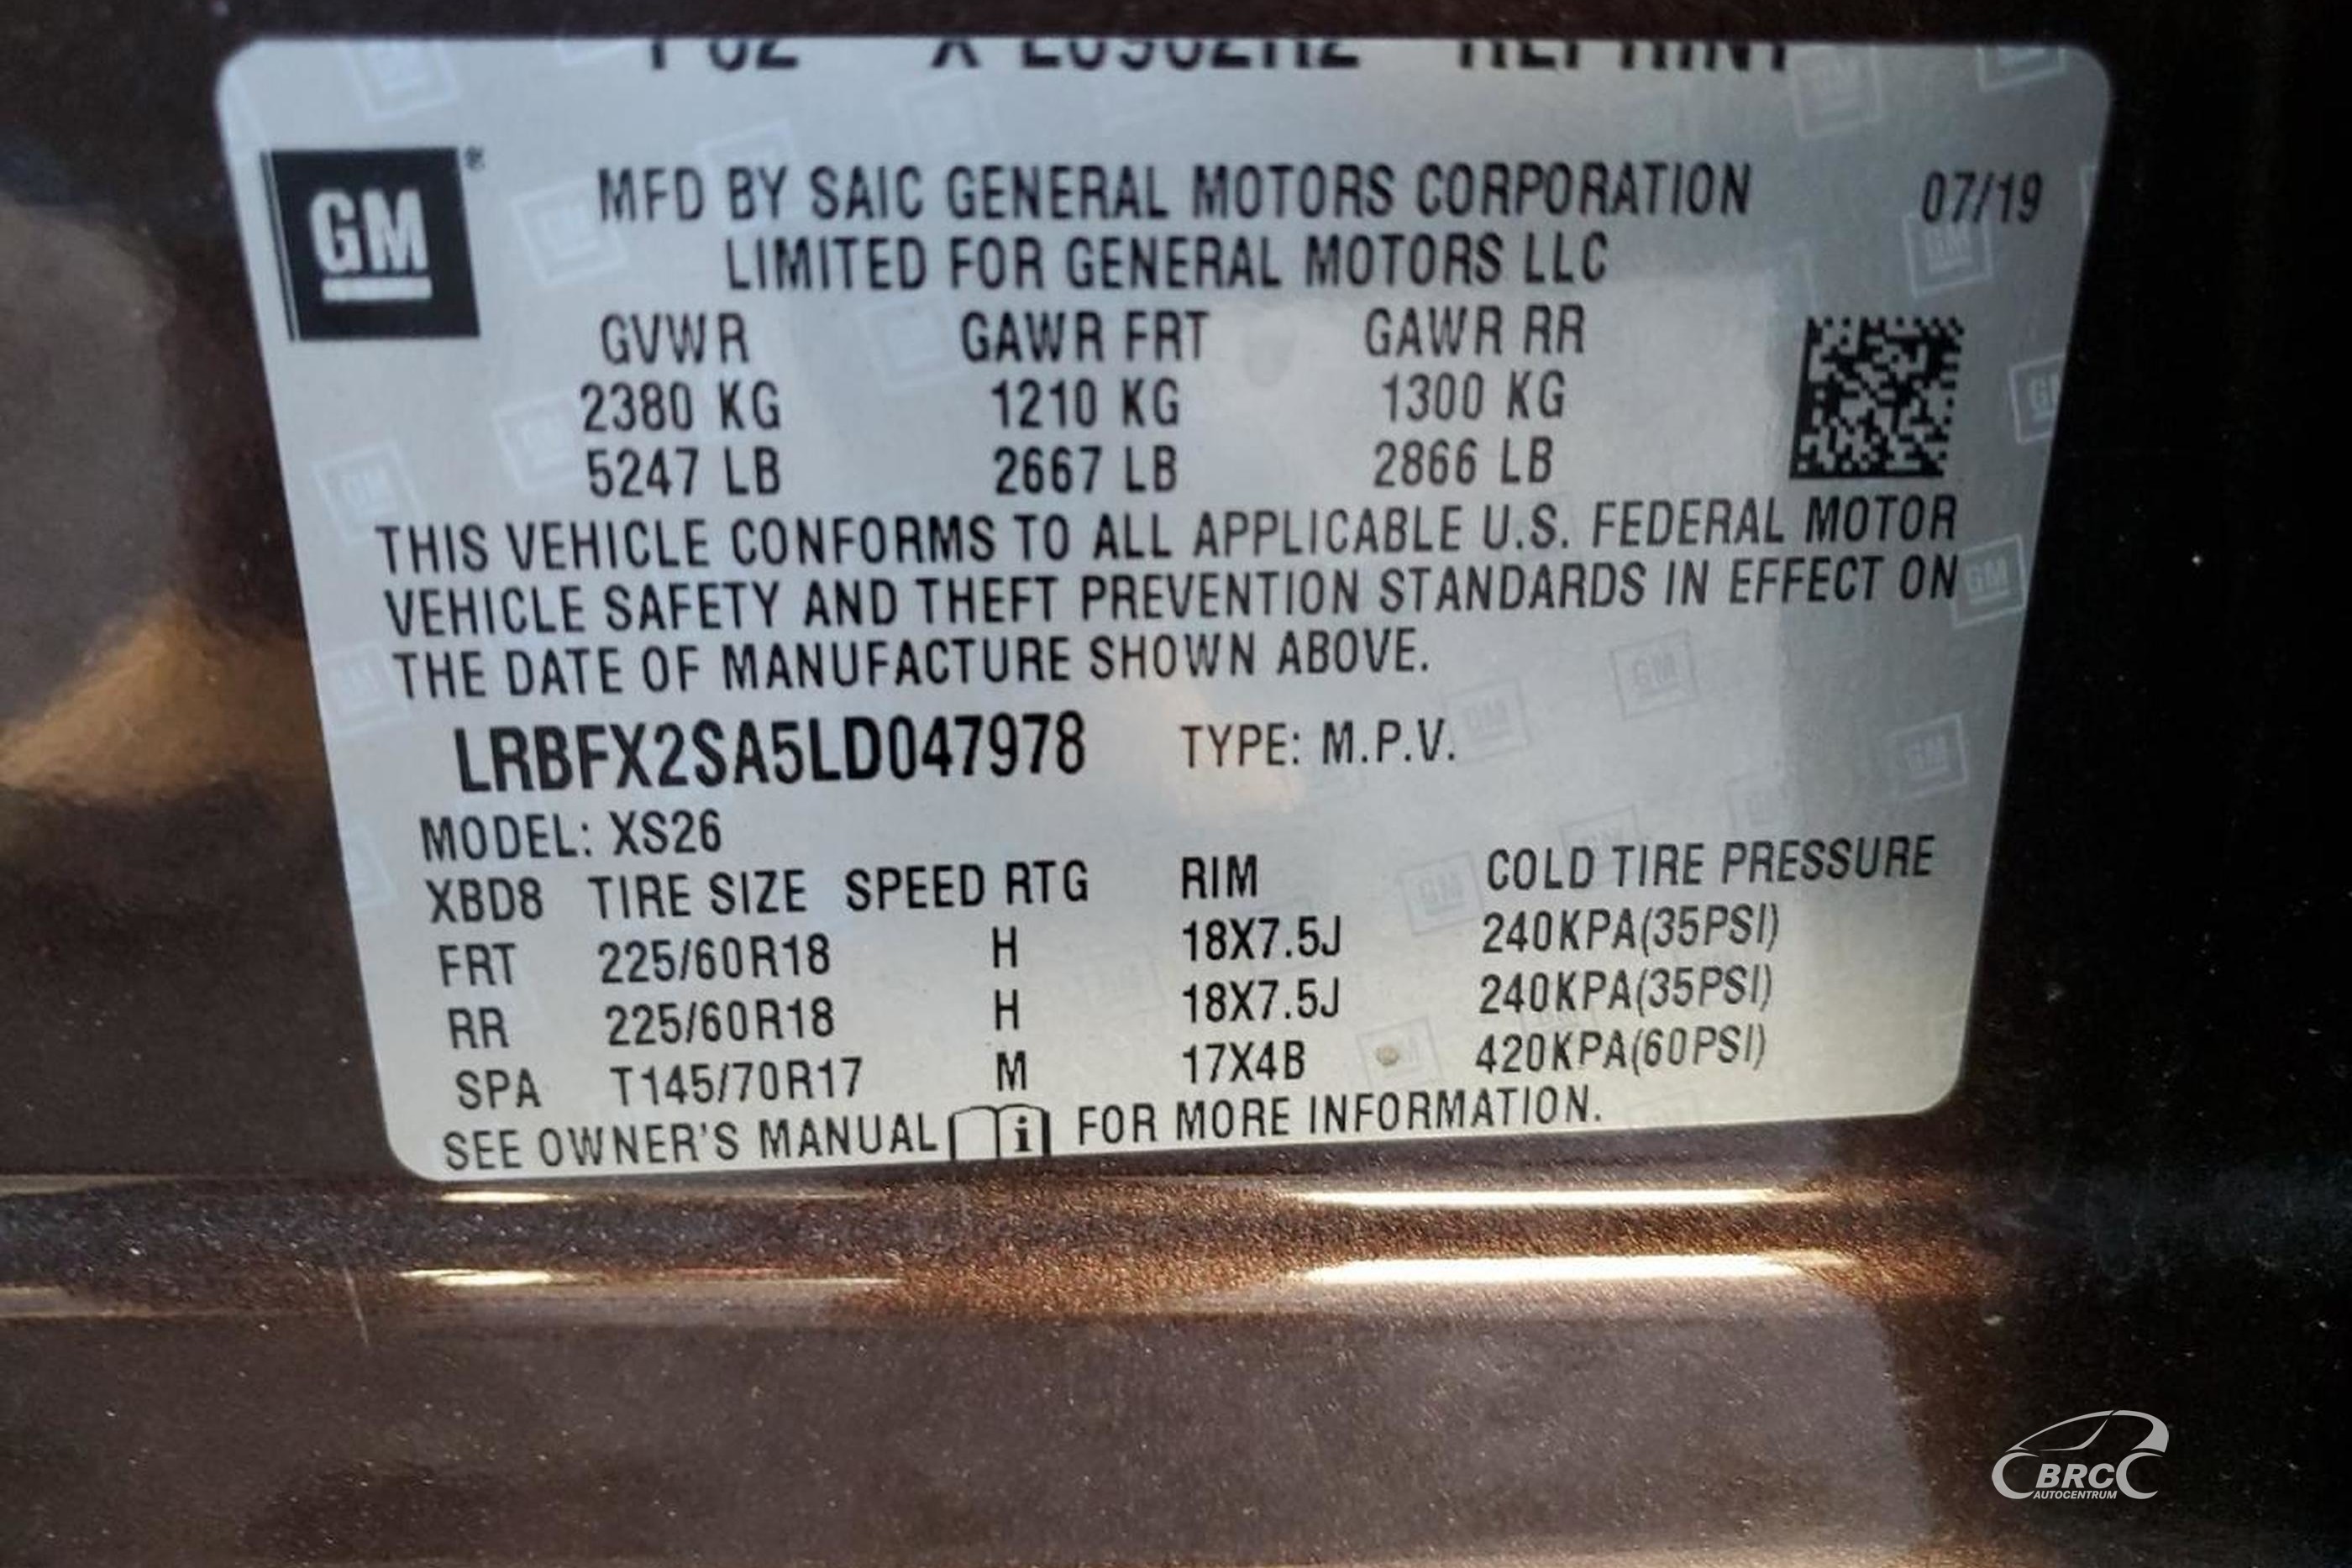 REPRINT
GM
MFD BY SAIC GENERAL MOTORS CORPORATION 07/19
LIMITED FOR GENERAL MOTORS LLC
GVWR GAWR FRT GAWR RR
2380 KG 1210 KG 1300 KG
5247 LB 2667 LB 2866 LB
THIS VEHICLE CONFORMS TO ALL APPLICABLE U.S. FEDERAL MOTOR
VEHICLE SAFETY AND THEFT PREVENTION STANDARDS IN EFFECT ON
THE DATE OF MANUFACTURE SHOWN ABOVE.
LRBFX2SA5LD047978 TYPE: M.P.V.
MODEL: XS26
XBD8 TIRE SIZE SPEED RTG RIM COLD TIRE PRESSURE
FRT 225/60R18 H 18X7.5J 240KPA(35PSI)
RR 225/60R18 H 18X7.5J 240KPA(35PSI)
SPA T145/70R17 M 17X4B 420KPA(60PSI)
SEE OWNER'S MANUAL i FOR MORE INFORMATION.
BRC
AUTOCENTRUM